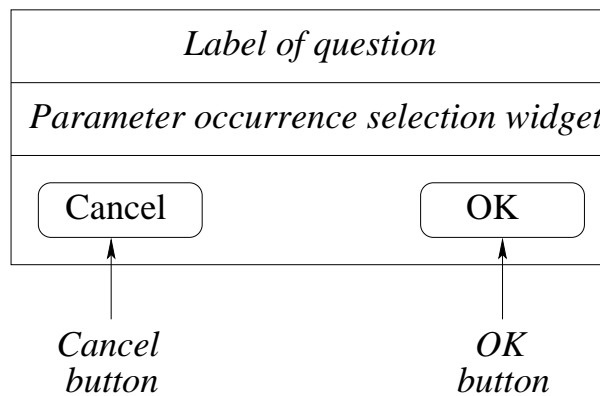 Label of question
Parameter occurrence selection widget
Cancel OK
Cancel OK
button button